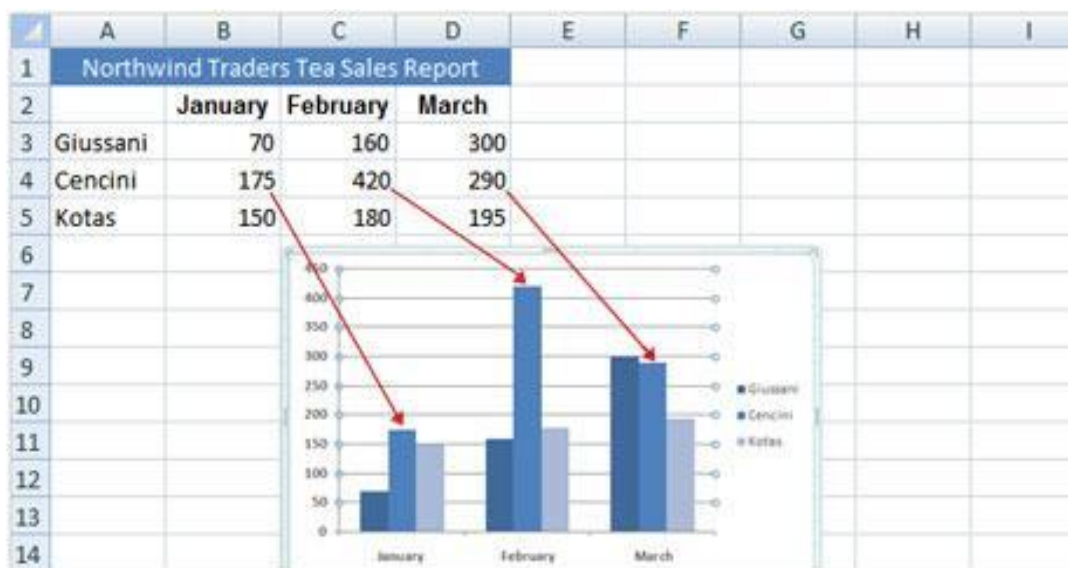 A B C D E F G H I
1 Northwind Traders Tea Sales Report
2 January February March
3 Giussani 70 160 300
4 Cencini 175 420 290
5 Kotas 150 180 195
6
7
8
9
10
11
12
13
14
450
400
350
300
250
200
150
100
50
0
January February March
Giussani
Cencini
Kotas